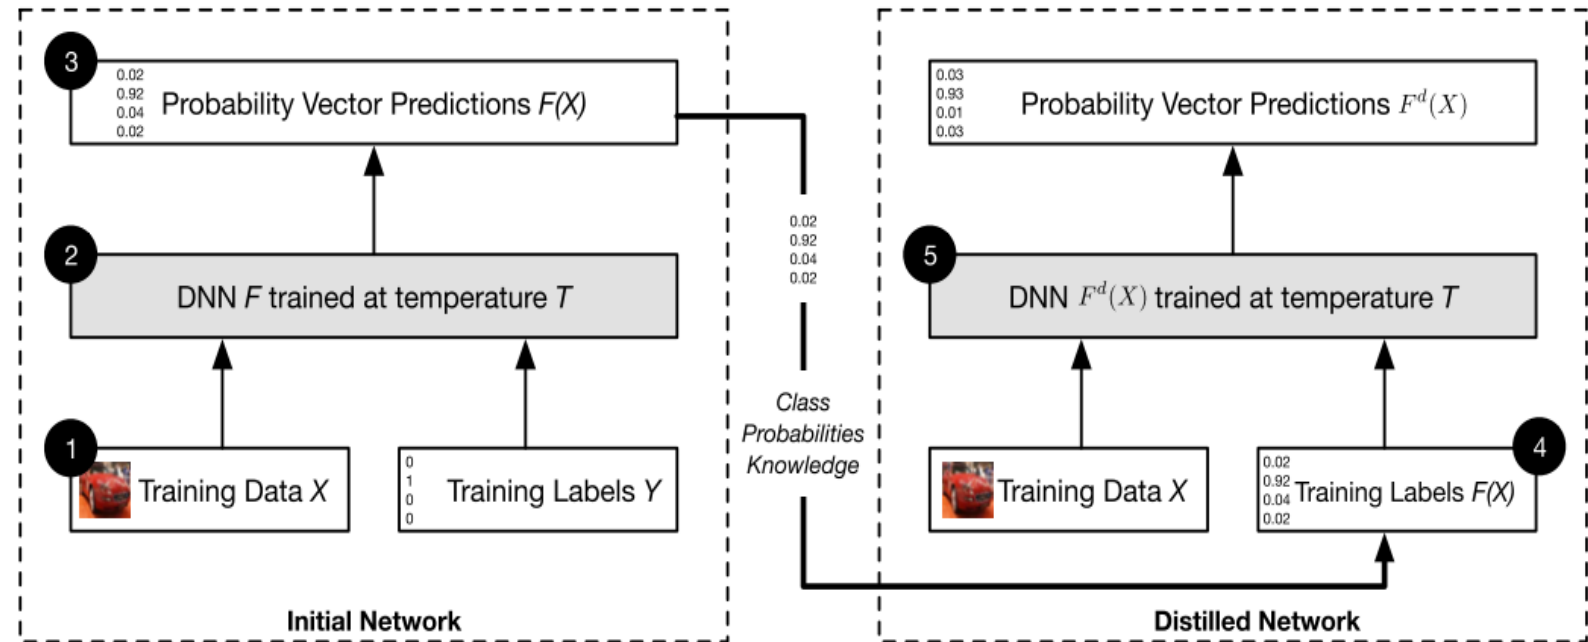 3
0.02
0.92
0.04
0.02
Probability Vector Predictions F(X)
2
DNN F trained at temperature T
1
Training Data X
0
1
0
0
Training Labels Y
Initial Network
0.02
0.92
0.04
0.02
Class
Probabilities
Knowledge
0.03
0.93
0.01
0.03
Probability Vector Predictions F^d(X)
5
DNN F^d(X) trained at temperature T
Training Data X
4
0.02
0.92
0.04
0.02
Training Labels F(X)
Distilled Network